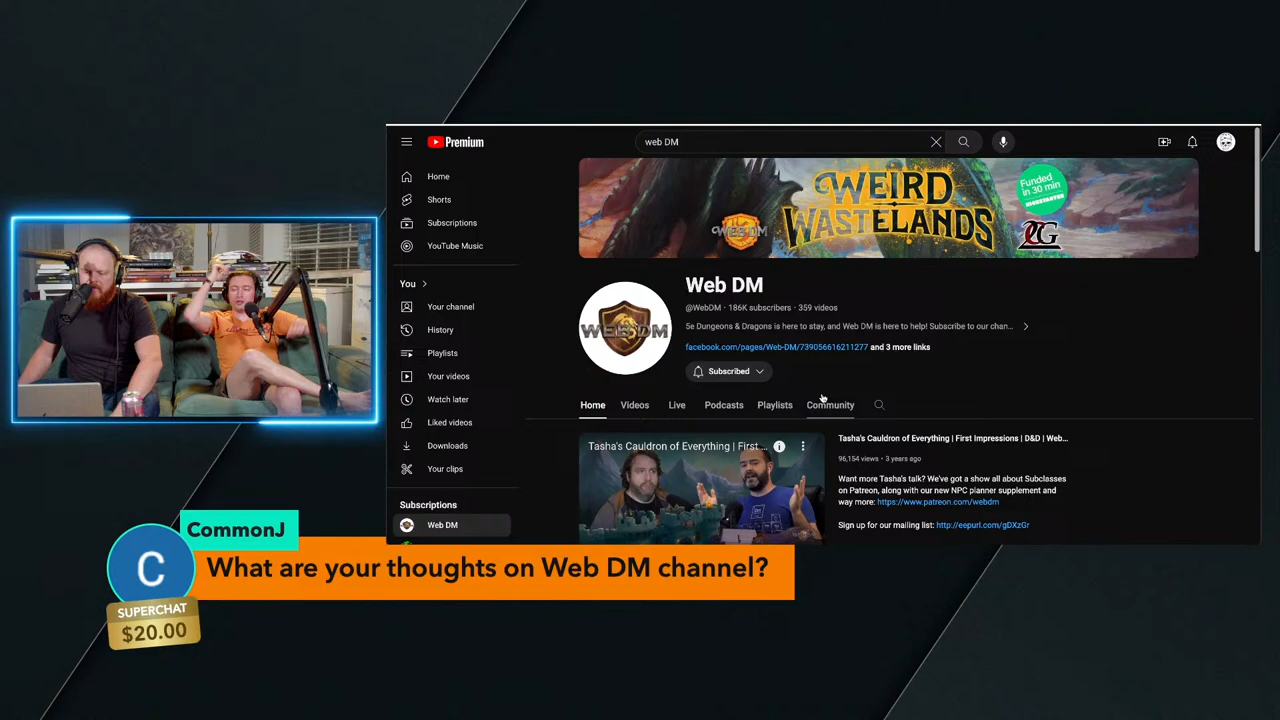 Premium
web DM
Home
Shorts
Subscriptions
YouTube Music
You
Your channel
History
Playlists
Your videos
Watch later
Liked videos
Downloads
Your clips
Subscriptions
Web DM
WEB DM
WEIRD
WASTELANDS
Funded
in 30 min
KICKSTARTER
2CG
WEB DM
Web DM
@WebDM · 186K subscribers · 359 videos
5e Dungeons & Dragons is here to stay, and Web DM is here to help! Subscribe to our chan...
facebook.com/pages/Web-DM/739056616211277 and 3 more links
Subscribed
Home Videos Live Podcasts Playlists Community
Tasha's Cauldron of Everything | First ...
Tasha's Cauldron of Everything | First Impressions | D&D | Web...
96,154 views · 3 years ago
Want more Tasha's talk? We've got a show all about Subclasses
on Patreon, along with our new NPC planner supplement and
way more: https://www.patreon.com/webdm
Sign up for our mailing list: http://eepurl.com/gDXzGr
CommonJ
C
What are your thoughts on Web DM channel?
SUPERCHAT
$20.00